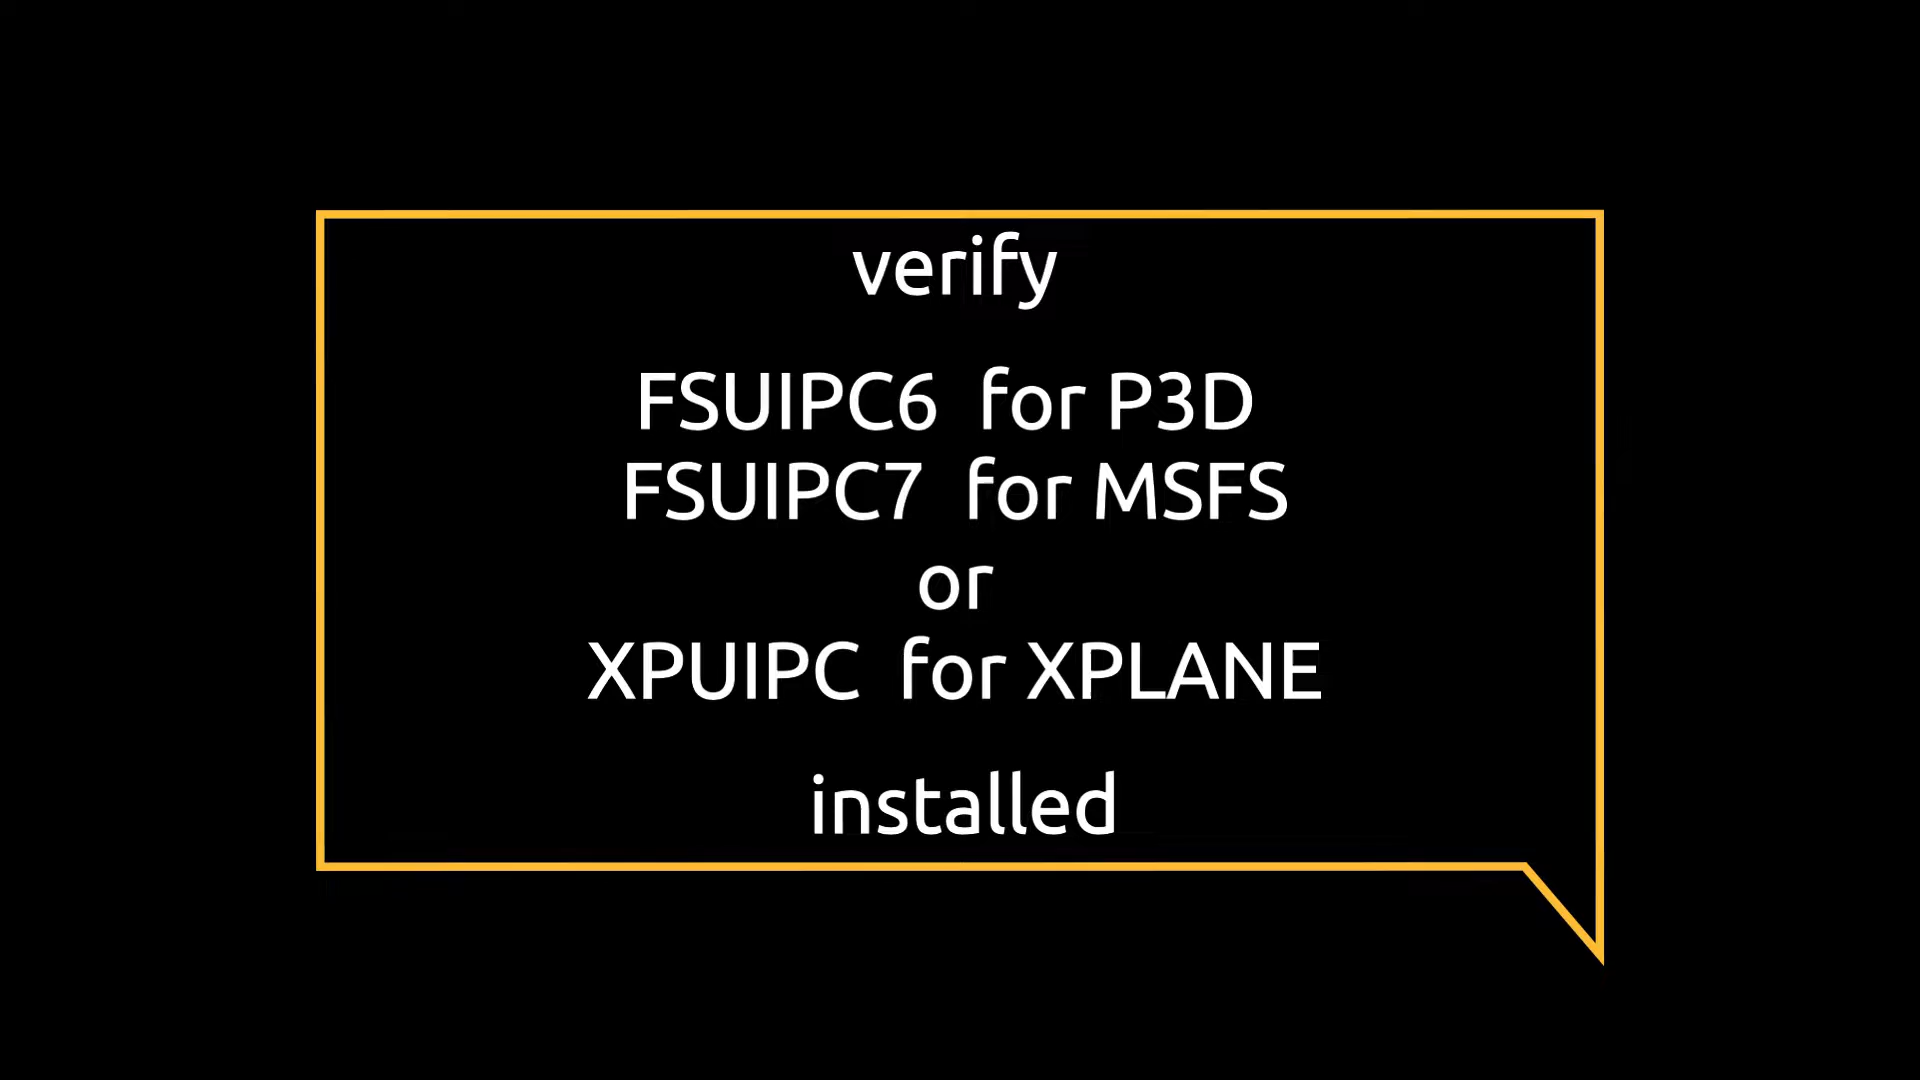 verify
FSUIPC6 for P3D
FSUIPC7 for MSFS
or
XPUIPC for XPLANE
installed